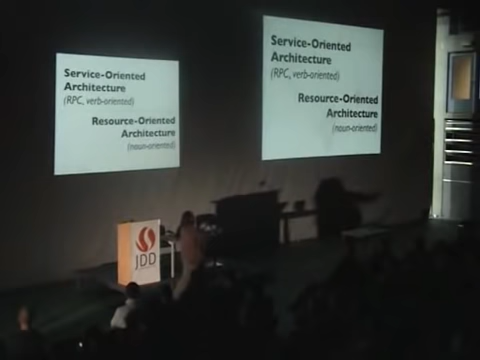 Service-Oriented
Architecture
(RPC, verb-oriented)
Resource-Oriented
Architecture
(noun-oriented)
Service-Oriented
Architecture
(RPC, verb-oriented)
Resource-Oriented
Architecture
(noun-oriented)
JDD